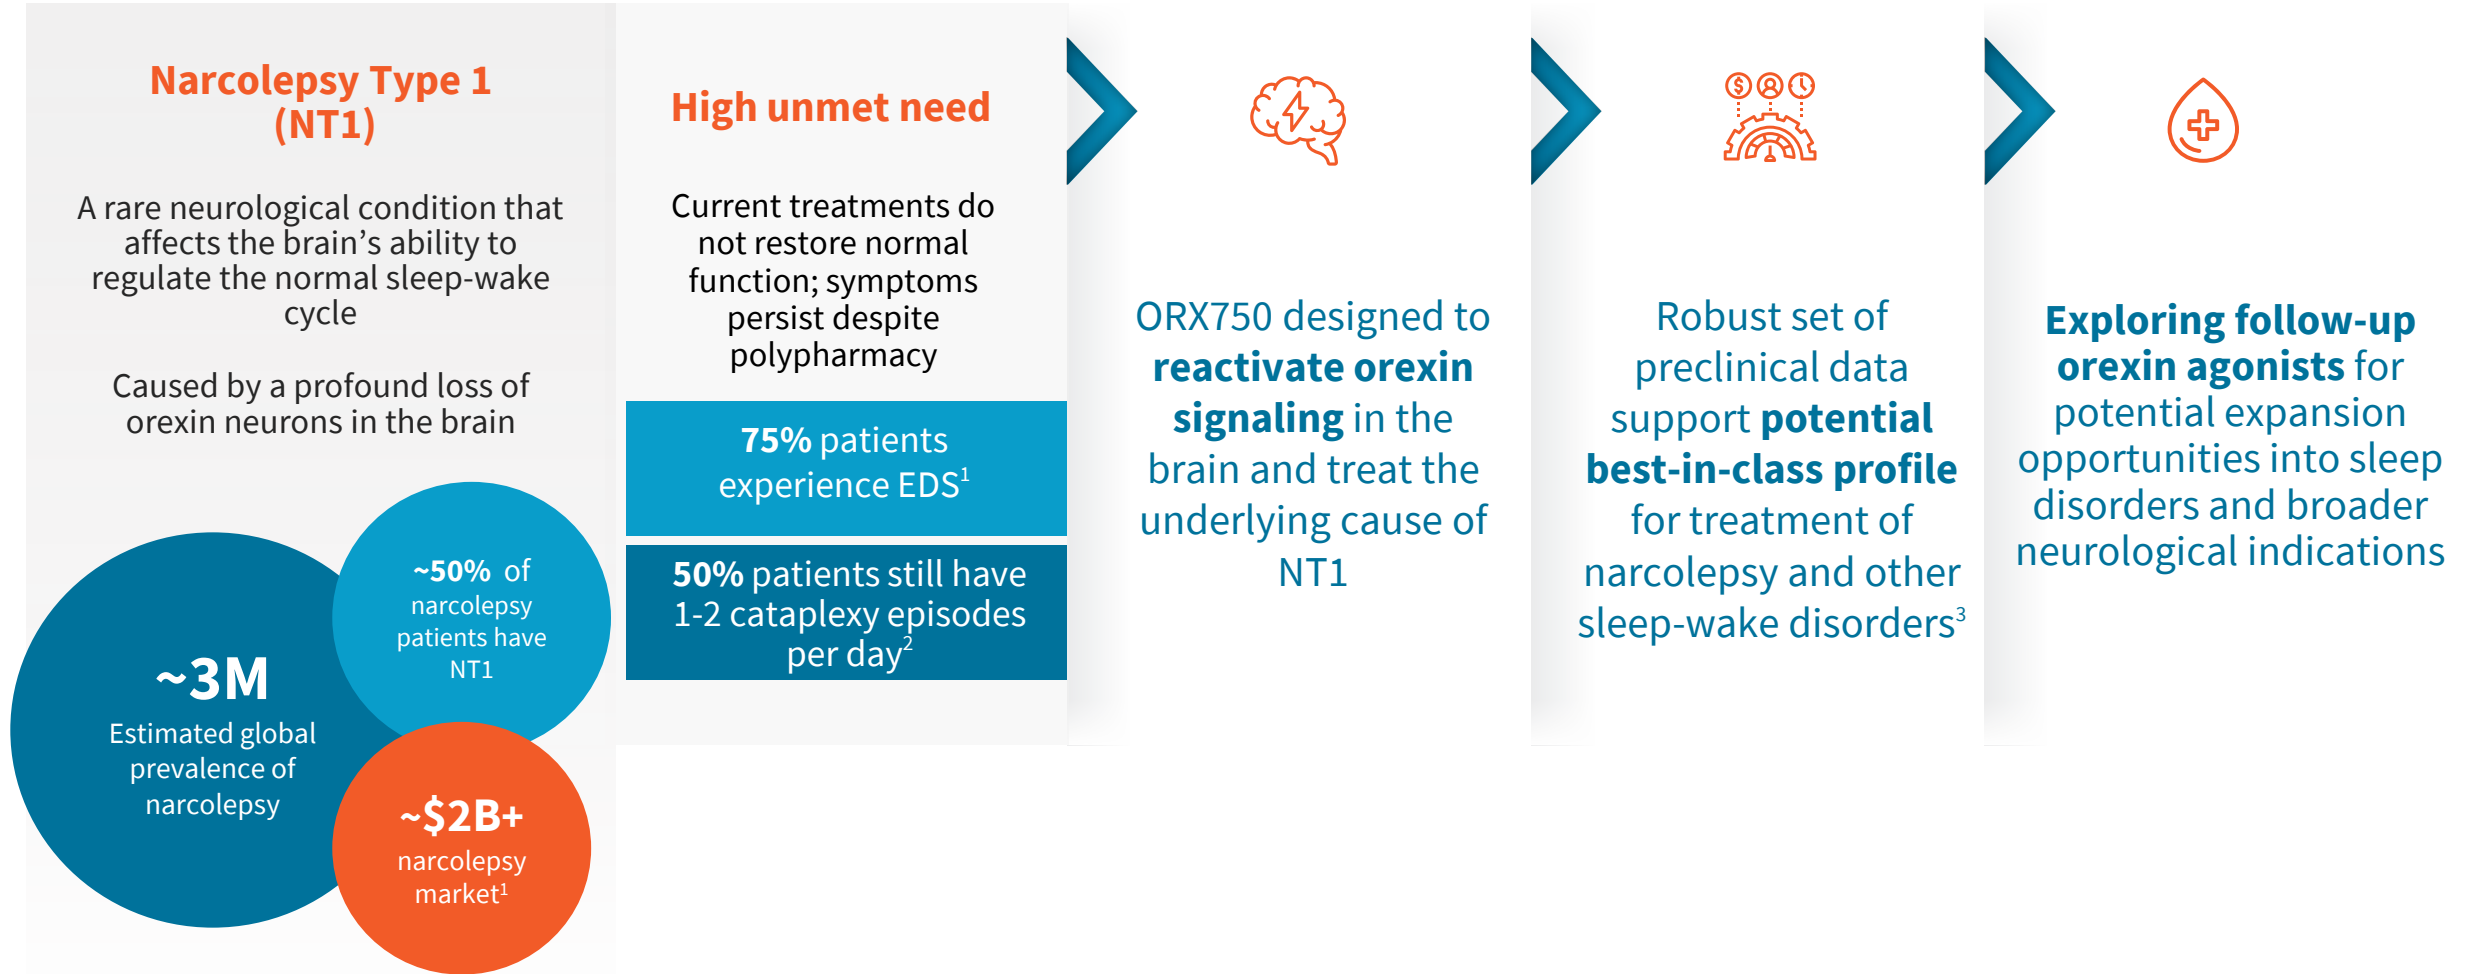 Narcolepsy Type 1
(NT1)
A rare neurological condition that
affects the brain’s ability to
regulate the normal sleep-wake
cycle
Caused by a profound loss of
orexin neurons in the brain
~3M
Estimated global
prevalence of
narcolepsy
~50% of
narcolepsy
patients have
NT1
~$2B+
narcolepsy
market¹
High unmet need
Current treatments do
not restore normal
function; symptoms
persist despite
polypharmacy
75% patients
experience EDS¹
50% patients still have
1-2 cataplexy episodes
per day²
ORX750 designed to
reactivate orexin
signaling in the
brain and treat the
underlying cause of
NT1
$
Robust set of
preclinical data
support potential
best-in-class profile
for treatment of
narcolepsy and other
sleep-wake disorders³
Exploring follow-up
orexin agonists for
potential expansion
opportunities into sleep
disorders and broader
neurological indications